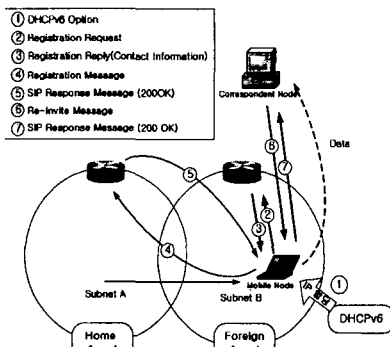 ① DHCPv6 Option
② Registration Request
③ Registration Reply(Contact Information)
④ Registration Message
⑤ SIP Response Message (200OK)
⑥ Re-invite Message
⑦ SIP Response Message (200 OK)
Correspondent Node
⑥
⑦
Data
⑤
②
③
④
Mobile Node
①
Subnet A
Subnet B
DHCPv6
Home
Foreign